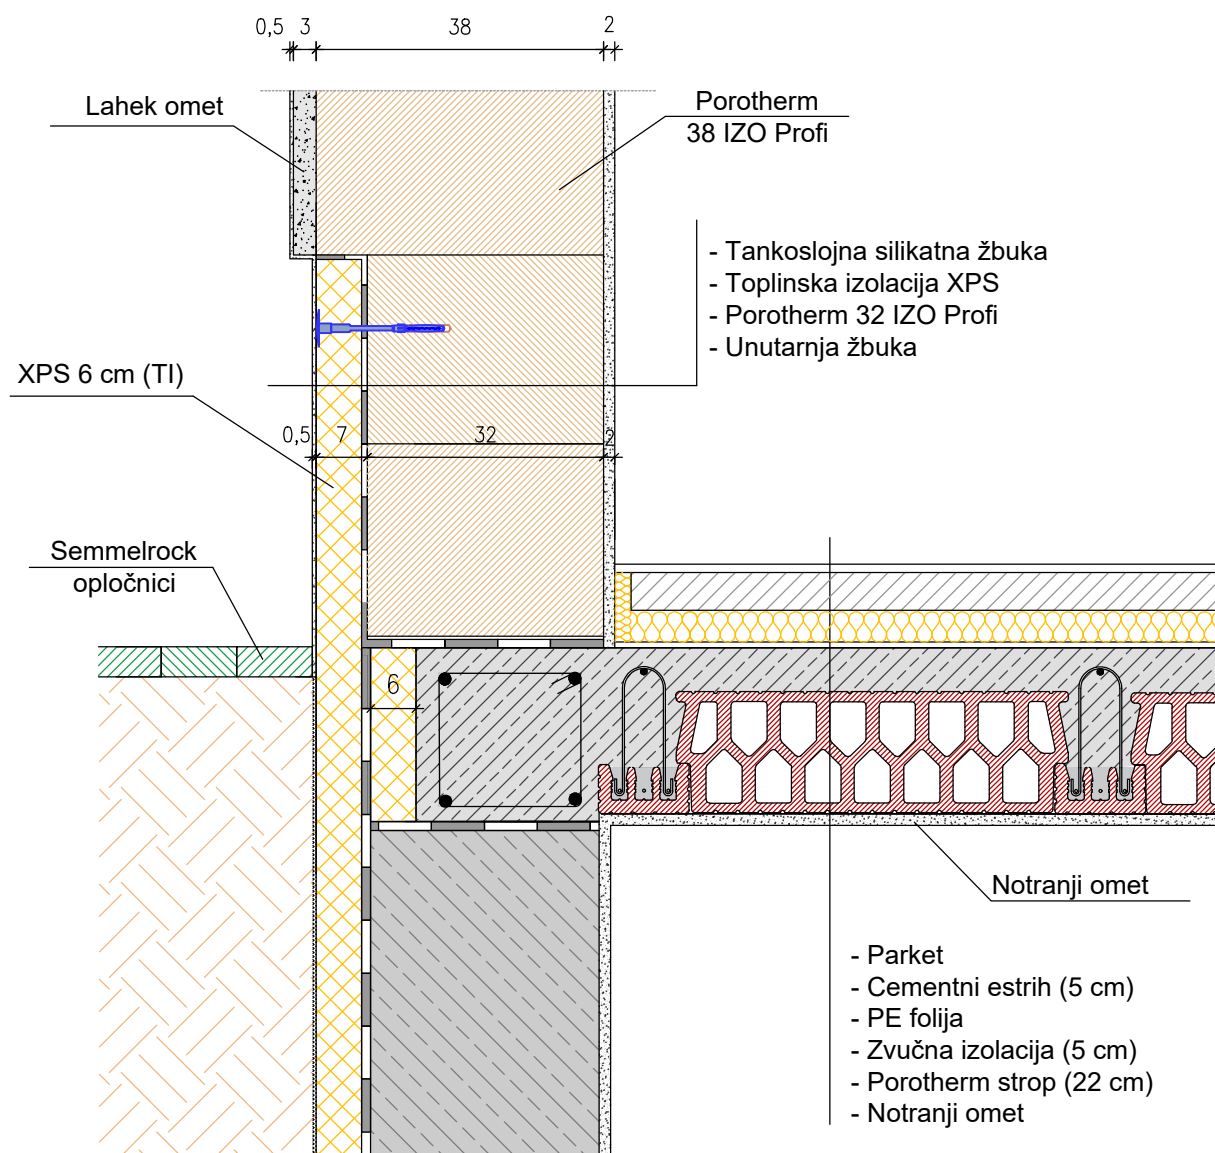 0,5 3 38 2
Lahek omet
Porotherm
38 IZO Profi
- Tankoslojna silikatna žbuka
- Toplinska izolacija XPS
- Porotherm 32 IZO Profi
- Unutarnja žbuka
XPS 6 cm (TI)
0,5 7 32 2
Semmelrock
opločnici
6
Notranji omet
- Parket
- Cementni estrih (5 cm)
- PE folija
- Zvučna izolacija (5 cm)
- Porotherm strop (22 cm)
- Notranji omet